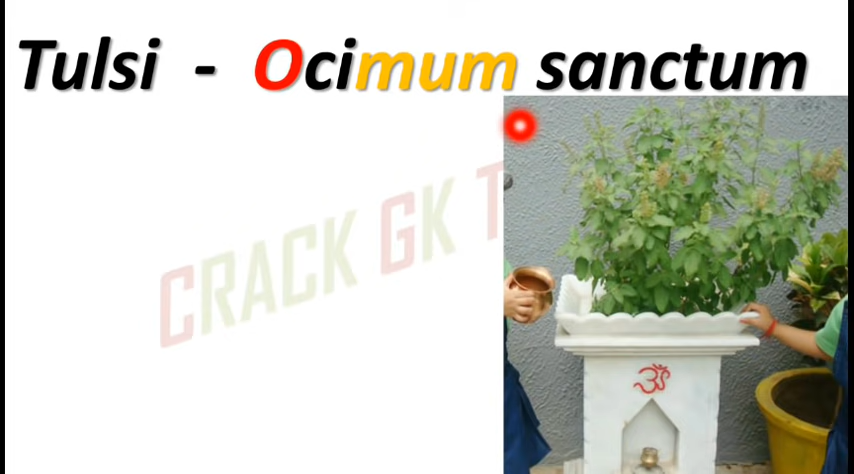 Tulsi - Ocimum sanctum
CRACK GK T
ॐ